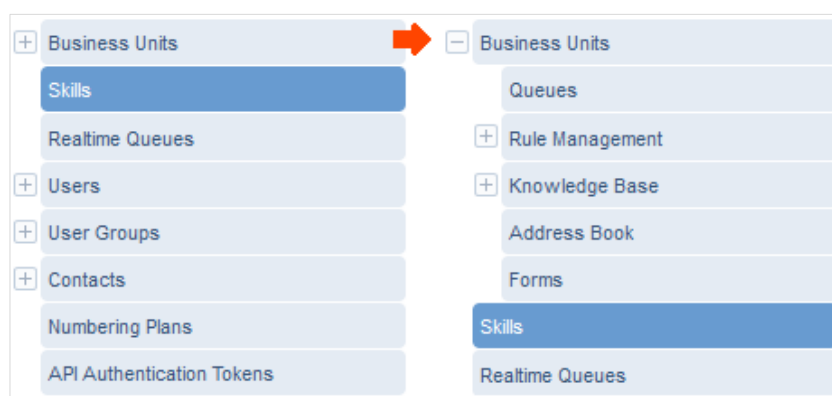 Business Units
Skills
Realtime Queues
Users
User Groups
Contacts
Numbering Plans
API Authentication Tokens
Business Units
Queues
Rule Management
Knowledge Base
Address Book
Forms
Skills
Realtime Queues